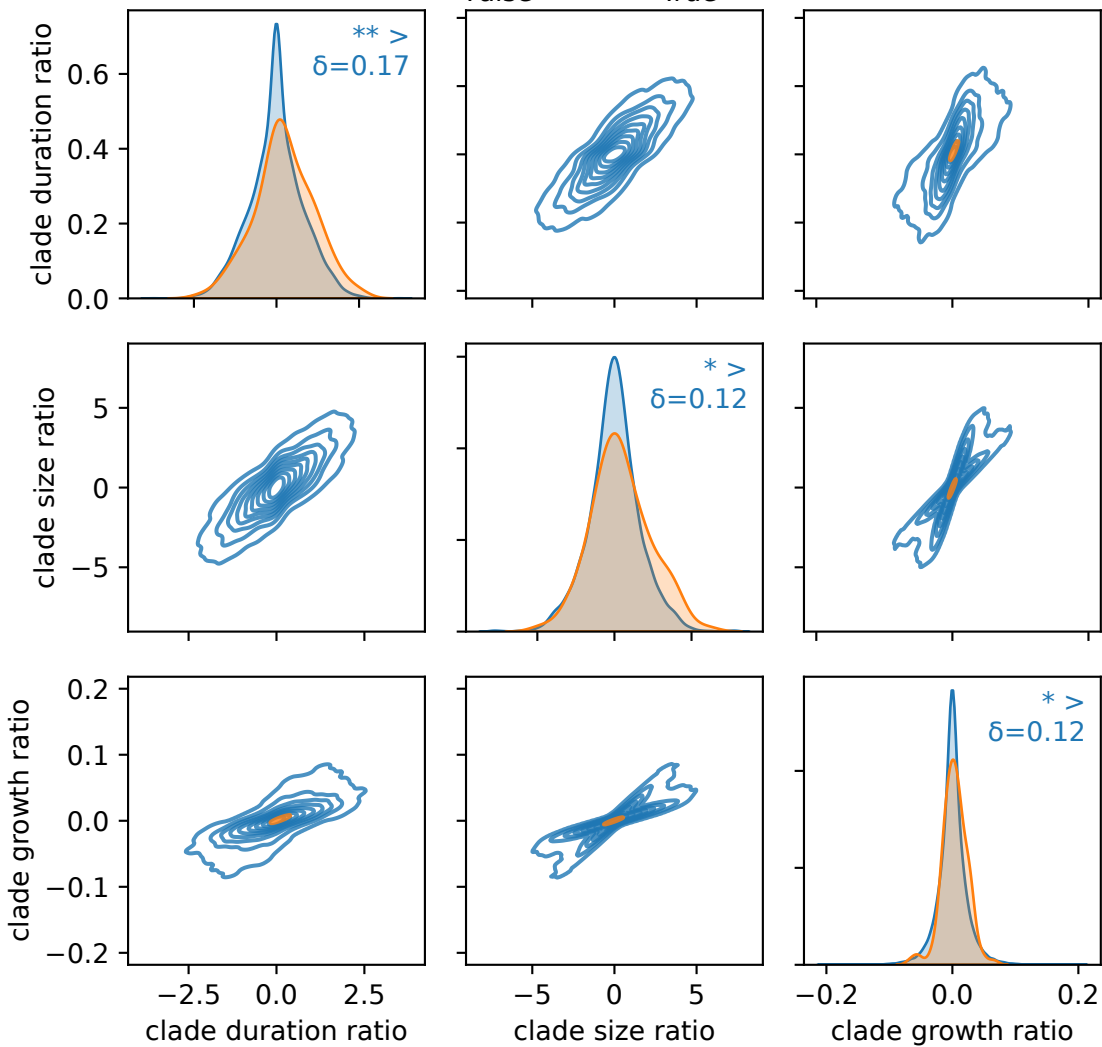 clade duration ratio
0.6
0.4
0.2
0.0
** >
δ=0.17
clade size ratio
5
0
−5
* >
δ=0.12
clade growth ratio
0.2
0.1
0.0
−0.1
−0.2
* >
δ=0.12
−2.5 0.0 2.5
−5 0 5
−0.2 0.0 0.2
clade duration ratio
clade size ratio
clade growth ratio